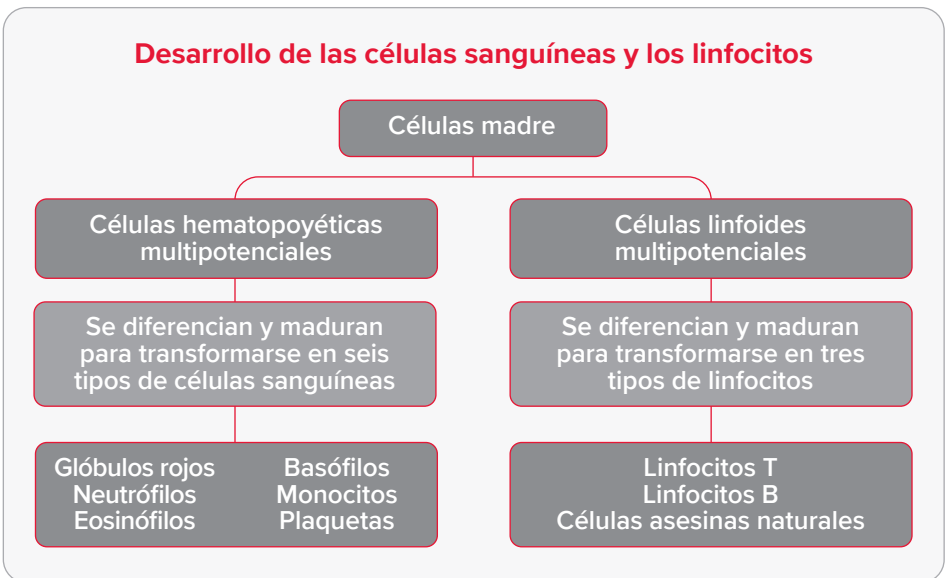 Desarrollo de las células sanguíneas y los linfocitos
Células madre
Células hematopoyéticas
multipotenciales
Células linfoides
multipotenciales
Se diferencian y maduran
para transformarse en seis
tipos de células sanguíneas
Se diferencian y maduran
para transformarse en tres
tipos de linfocitos
Glóbulos rojos
Neutrófilos
Eosinófilos
Basófilos
Monocitos
Plaquetas
Linfocitos T
Linfocitos B
Células asesinas naturales